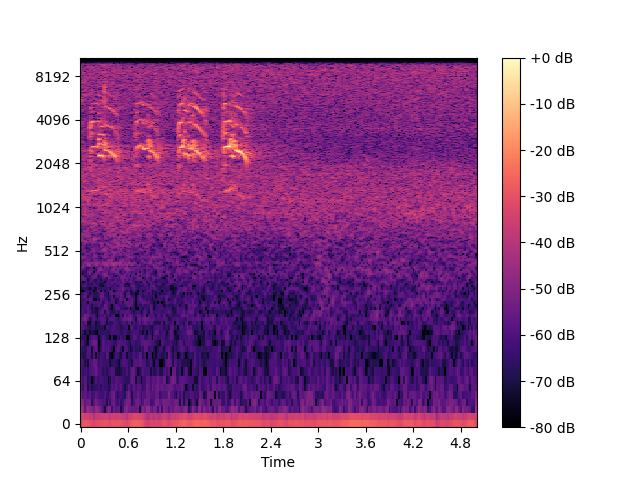 8192
4096
2048
1024
512
256
128
64
0
Hz
0 0.6 1.2 1.8 2.4 3 3.6 4.2 4.8
Time
+0 dB
-10 dB
-20 dB
-30 dB
-40 dB
-50 dB
-60 dB
-70 dB
-80 dB